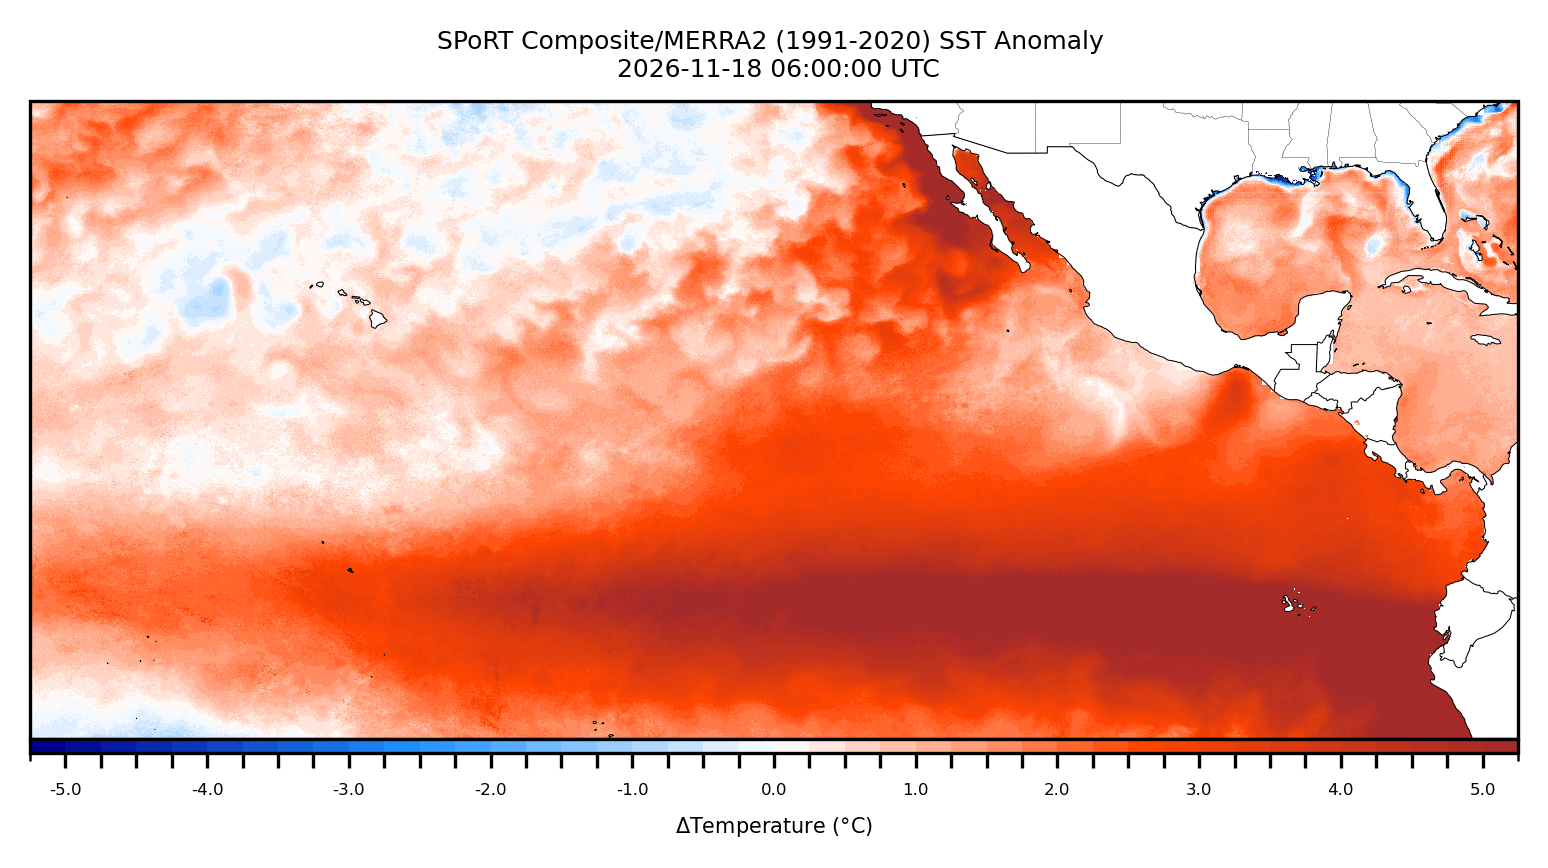 SPoRT Composite/MERRA2 (1991-2020) SST Anomaly
2026-11-18 06:00:00 UTC
-5.0 -4.0 -3.0 -2.0 -1.0 0.0 1.0 2.0 3.0 4.0 5.0
ΔTemperature (°C)